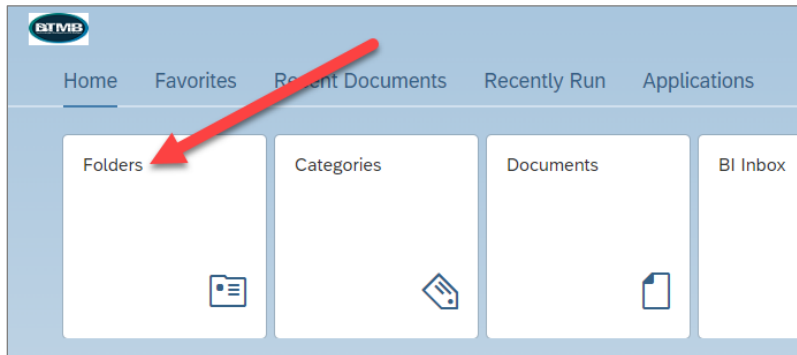 BTMB
Home Favorites Recent Documents Recently Run Applications
Folders Categories Documents BI Inbox